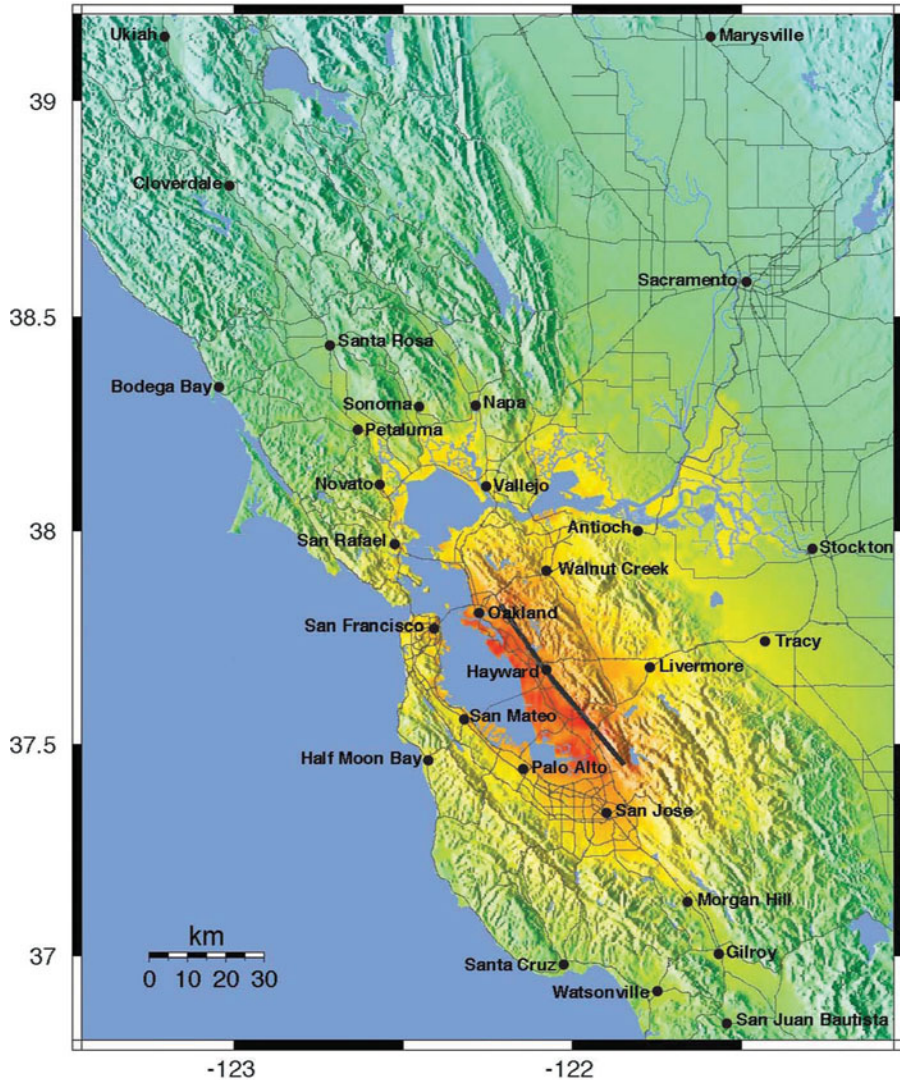 Ukiah
Marysville
39
Cloverdale
Sacramento
38.5
Santa Rosa
Bodega Bay
Sonoma
Napa
Petaluma
Novato
Vallejo
38
Antioch
San Rafael
Stockton
Walnut Creek
Oakland
San Francisco
Tracy
Hayward
Livermore
San Mateo
37.5
Half Moon Bay
Palo Alto
San Jose
Morgan Hill
km
0 10 20 30
37
Gilroy
Santa Cruz
Watsonville
San Juan Bautista
-123
-122